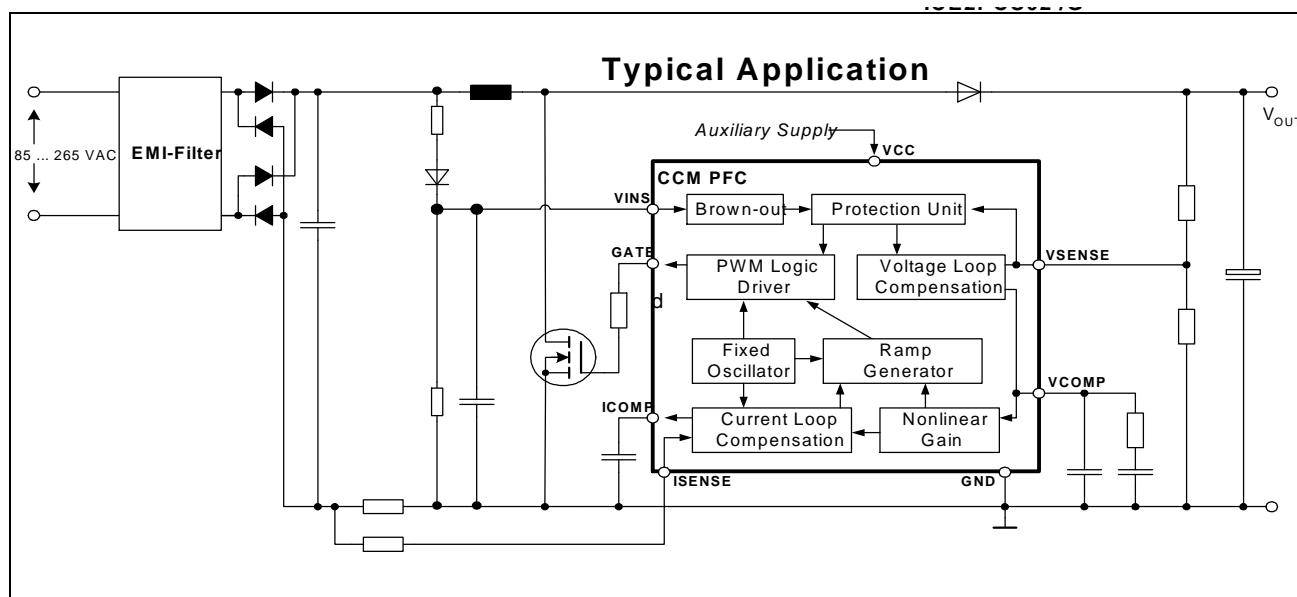 Typical Application
Auxiliary Supply
VCC
VOUT
85 ... 265 VAC
EMI-Filter
CCM PFC
VINS
Brown-out
Protection Unit
GATE
PWM Logic
Driver
Voltage Loop
Compensation
VSENSE
d
Fixed
Oscillator
Ramp
Generator
VCOMP
ICOMP
Current Loop
Compensation
Nonlinear
Gain
ISENSE
GND